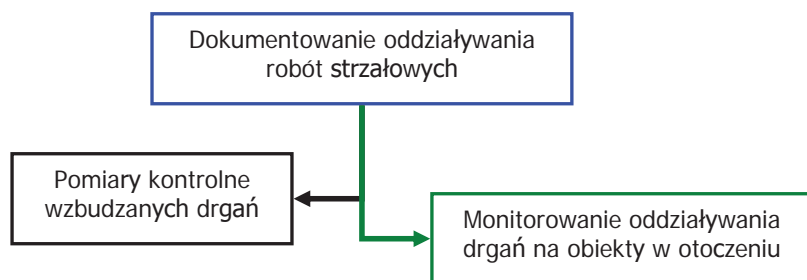 Dokumentowanie oddziaływania
robót strzałowych
Pomiary kontrolne
wzbudzanych drgań
Monitorowanie oddziaływania
drgań na obiekty w otoczeniu